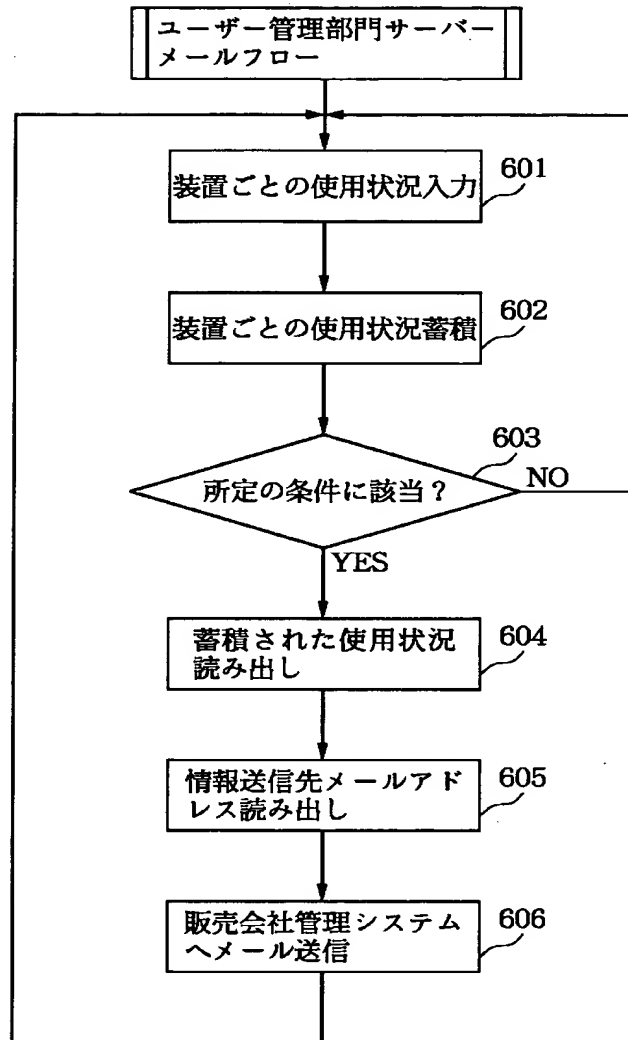 ユーザー管理部門サーバー
メールフロー
装置ごとの使用状況入力
601
装置ごとの使用状況蓄積
602
所定の条件に該当？
603
NO
YES
蓄積された使用状況
読み出し
604
情報送信先メールアド
レス読み出し
605
販売会社管理システム
へメール送信
606